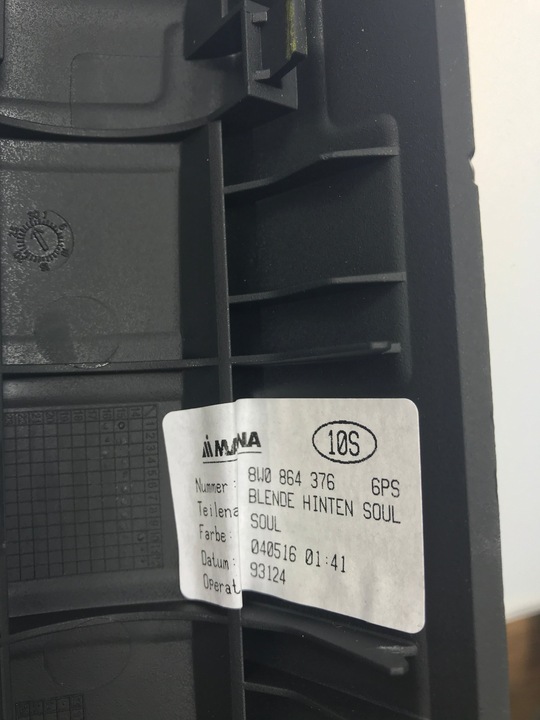 10S
Nummer : 8W0 864 376 6PS
Teilena BLENDE HINTEN SOUL
Farbe: SOUL
Datum : 040516 01:41
Operat 93124